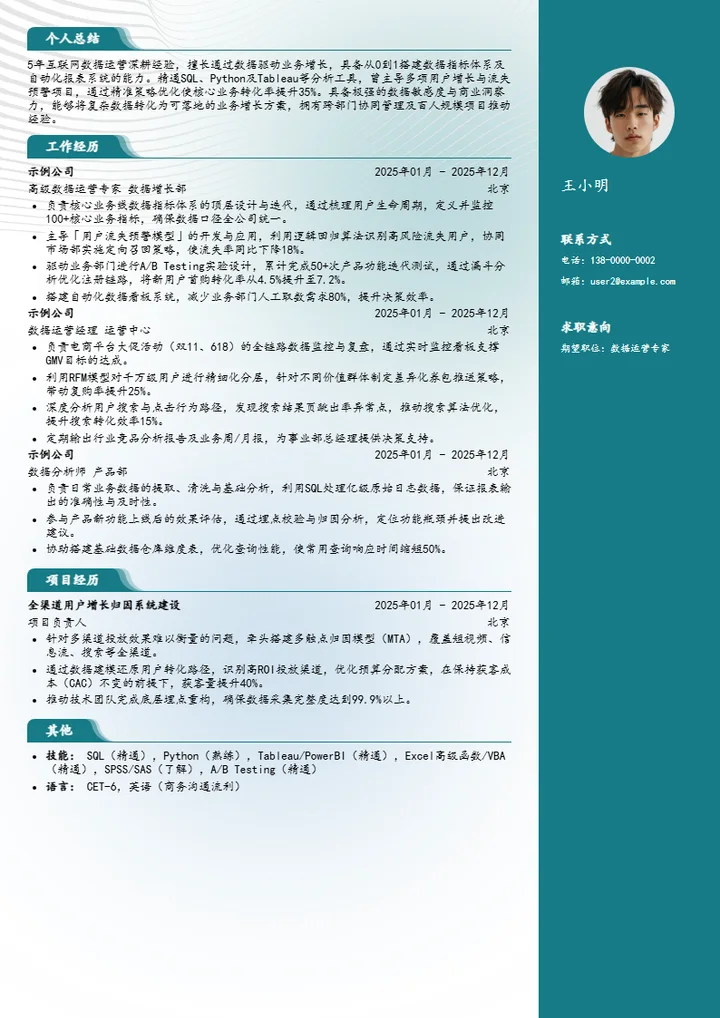 个人总结
5年互联网数据运营深耕经验，擅长通过数据驱动业务增长，具备从0到1搭建数据指标体系及
自动化报表系统的能力。精通SQL、Python及Tableau等分析工具，曾主导多项用户增长与流失
预警项目，通过精准策略优化使核心业务转化率提升35%。具备极强的数据敏感度与商业洞察
力，能够将复杂数据转化为可落地的业务增长方案，拥有跨部门协同管理及百人规模项目推动
经验。
工作经历
示例公司 2025年01月 - 2025年12月
高级数据运营专家 数据增长部 北京
• 负责核心业务线数据指标体系的顶层设计与迭代，通过梳理用户生命周期，定义并监控
100+核心业务指标，确保数据口径全公司统一。
• 主导「用户流失预警模型」的开发与应用，利用逻辑回归算法识别高风险流失用户，协同
市场部实施定向召回策略，使流失率同比下降18%。
• 驱动业务部门进行A/B Testing实验设计，累计完成50+次产品功能迭代测试，通过漏斗分
析优化注册链路，将新用户首购转化率从4.5%提升至7.2%。
• 搭建自动化数据看板系统，减少业务部门人工取数需求80%，提升决策效率。
示例公司 2025年01月 - 2025年12月
数据运营经理 运营中心 北京
• 负责电商平台大促活动（双11、618）的全链路数据监控与复盘，通过实时监控看板支撑
GMV目标的达成。
• 利用RFM模型对千万级用户进行精细化分层，针对不同价值群体制定差异化券包推送策略，
带动复购率提升25%。
• 深度分析用户搜索与点击行为路径，发现搜索结果页跳出率异常点，推动搜索算法优化，
提升搜索转化效率15%。
• 定期输出行业竞品分析报告及业务周/月报，为事业部总经理提供决策支持。
示例公司 2025年01月 - 2025年12月
数据分析师 产品部 北京
• 负责日常业务数据的提取、清洗与基础分析，利用SQL处理亿级原始日志数据，保证报表输
出的准确性与及时性。
• 参与产品新功能上线后的效果评估，通过埋点校验与归因分析，定位功能瓶颈并提出改进
建议。
• 协助搭建基础数据仓库维度表，优化查询性能，使常用查询响应时间缩短50%。
项目经历
全渠道用户增长归因系统建设 2025年01月 - 2025年12月
项目负责人 北京
• 针对多渠道投放效果难以衡量的问题，牵头搭建多触点归因模型（MTA），覆盖短视频、信
息流、搜索等全渠道。
• 通过数据建模还原用户转化路径，识别高ROI投放渠道，优化预算分配方案，在保持获客成
本（CAC）不变的前提下，获客量提升40%。
• 推动技术团队完成底层埋点重构，确保数据采集完整度达到99.9%以上。
其他
• 技能： SQL（精通），Python（熟练），Tableau/PowerBI（精通），Excel高级函数/VBA
（精通），SPSS/SAS（了解），A/B Testing（精通）
• 语言： CET-6，英语（商务沟通流利）
王小明
联系方式
电话：138-0000-0002
邮箱：user2@example.com
求职意向
期望职位：数据运营专家